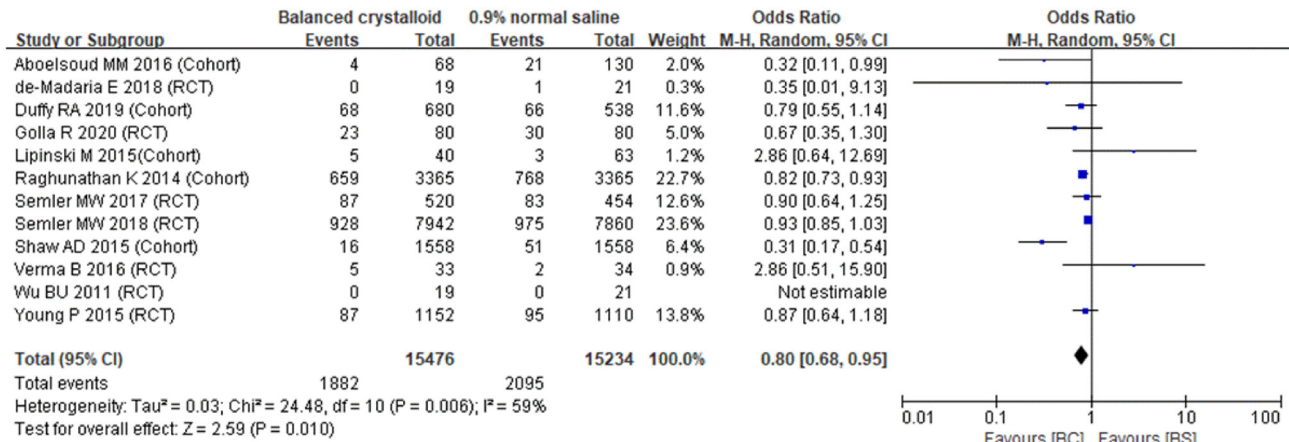 Balanced crystalloid 0.9% normal saline Odds Ratio Odds Ratio
Study or Subgroup Events Total Events Total Weight M-H, Random, 95% CI M-H, Random, 95% CI
Aboelsoud MM 2016 (Cohort) 4 68 21 130 2.0% 0.32 [0.11, 0.99]
de-Madaria E 2018 (RCT) 0 19 1 21 0.3% 0.35 [0.01, 9.13]
Duffy RA 2019 (Cohort) 68 680 66 538 11.6% 0.79 [0.55, 1.14]
Golla R 2020 (RCT) 23 80 30 80 5.0% 0.67 [0.35, 1.30]
Lipinski M 2015(Cohort) 5 40 3 63 1.2% 2.86 [0.64, 12.69]
Raghunathan K 2014 (Cohort) 659 3365 768 3365 22.7% 0.82 [0.73, 0.93]
Semler MW 2017 (RCT) 87 520 83 454 12.6% 0.90 [0.64, 1.25]
Semler MW 2018 (RCT) 928 7942 975 7860 23.6% 0.93 [0.85, 1.03]
Shaw AD 2015 (Cohort) 16 1558 51 1558 6.4% 0.31 [0.17, 0.54]
Verma B 2016 (RCT) 5 33 2 34 0.9% 2.86 [0.51, 15.90]
Wu BU 2011 (RCT) 0 19 0 21 Not estimable
Young P 2015 (RCT) 87 1152 95 1110 13.8% 0.87 [0.64, 1.18]
Total (95% CI) 15476 15234 100.0% 0.80 [0.68, 0.95]
Total events 1882 2095
Heterogeneity: Tau² = 0.03; Chi² = 24.48, df = 10 (P = 0.006); I² = 59%
Test for overall effect: Z = 2.59 (P = 0.010)
0.01 0.1 1 10 100
Favours [BC] Favours [BS]